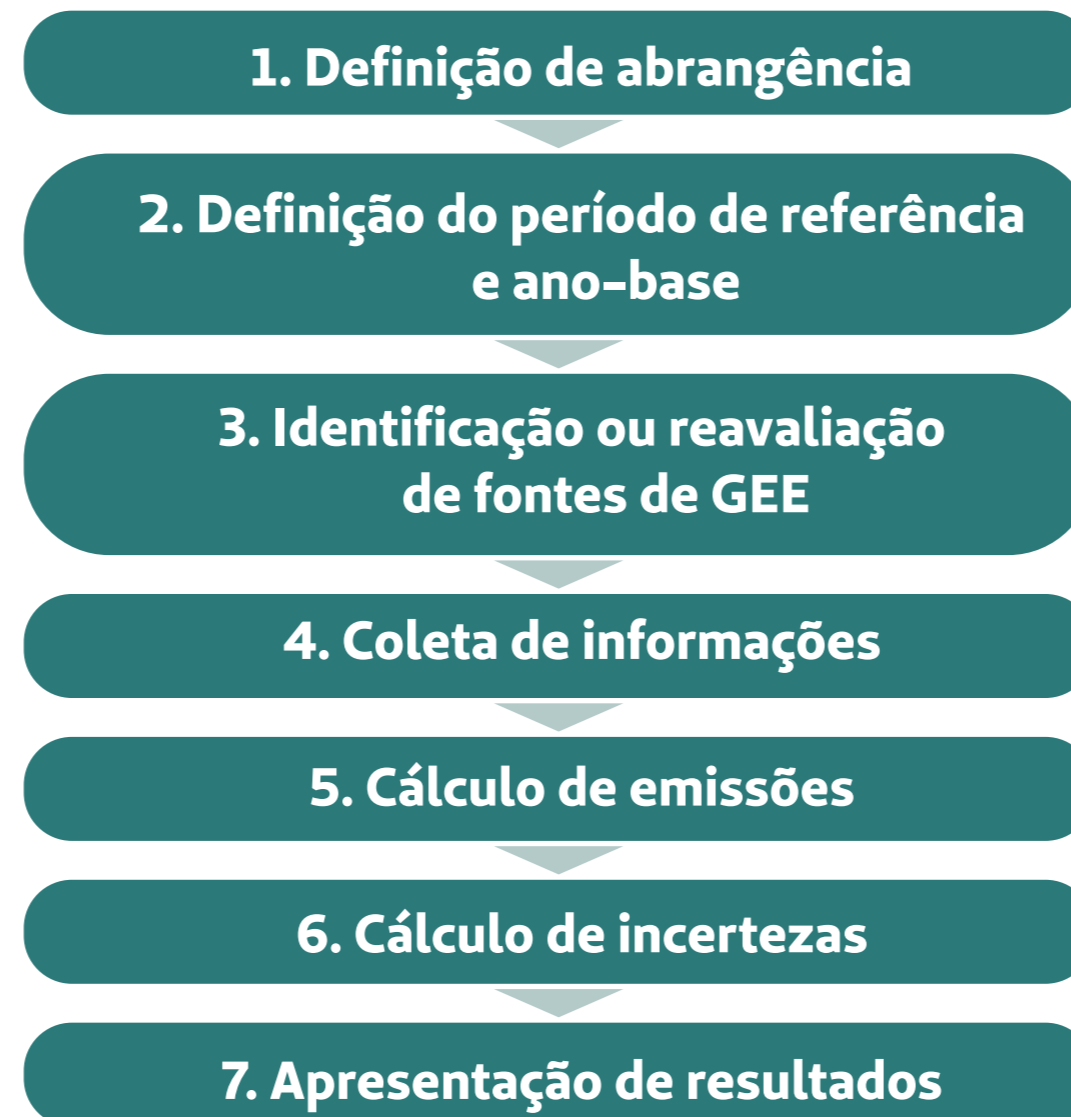 1. Definição de abrangência
2. Definição do período de referência
e ano-base
3. Identificação ou reavaliação
de fontes de GEE
4. Coleta de informações
5. Cálculo de emissões
6. Cálculo de incertezas
7. Apresentação de resultados